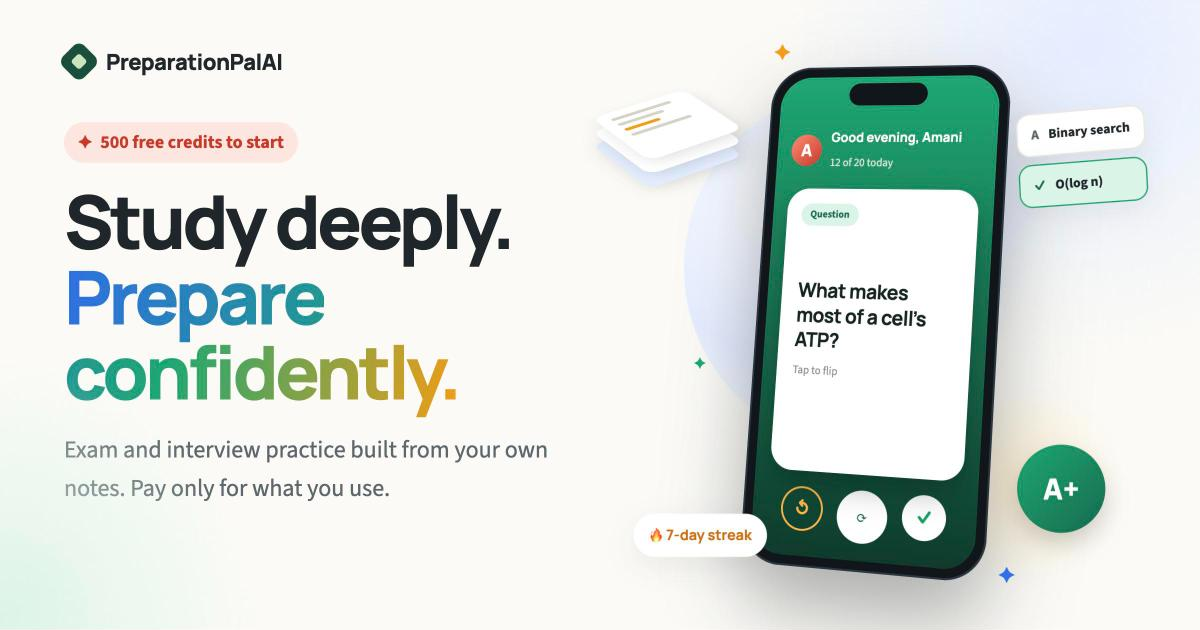 PreparationPalAI
500 free credits to start
Study deeply.
Prepare
confidently.
Exam and interview practice built from your own
notes. Pay only for what you use.
A
Good evening, Amani
12 of 20 today
Question
What makes
most of a cell's
ATP?
Tap to flip
A Binary search
✓ O(log n)
🔥 7-day streak
A+